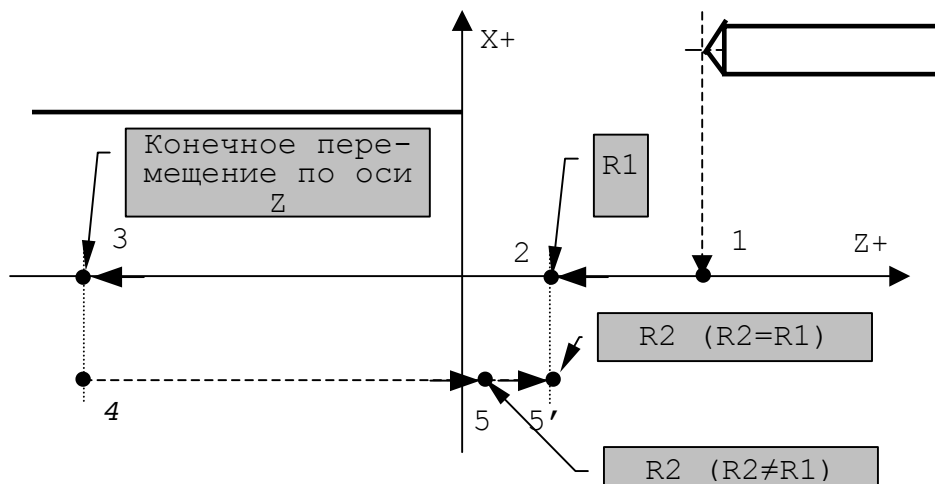 X+
Конечное пере-
мещение по оси
Z
R1
3
2
1
Z+
R2 (R2=R1)
4
5
5'
R2 (R2≠R1)